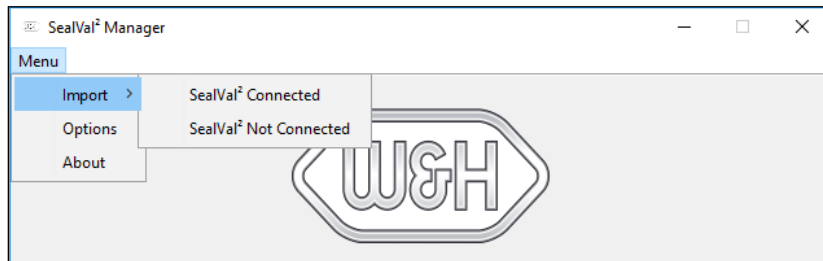 SealVal² Manager
Menu
Import
SealVal² Connected
Options
SealVal² Not Connected
About
W&H